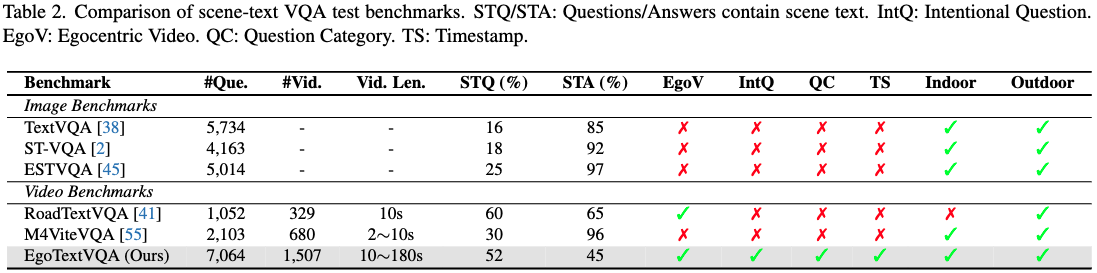 Table 2. Comparison of scene-text VQA test benchmarks. STQ/STA: Questions/Answers contain scene text. IntQ: Intentional Question.
EgoV: Egocentric Video. QC: Question Category. TS: Timestamp.
Benchmark #Que. #Vid. Vid. Len. STQ (%) STA (%) EgoV IntQ QC TS Indoor Outdoor
Image Benchmarks
TextVQA [38] 5,734 - - 16 85 ✗ ✗ ✗ ✗ ✓ ✓
ST-VQA [2] 4,163 - - 18 92 ✗ ✗ ✗ ✗ ✓ ✓
ESTVQA [45] 5,014 - - 25 97 ✗ ✗ ✗ ✗ ✓ ✓
Video Benchmarks
RoadTextVQA [41] 1,052 329 10s 60 65 ✓ ✗ ✗ ✗ ✗ ✓
M4ViteVQA [55] 2,103 680 2∼10s 30 96 ✗ ✗ ✗ ✗ ✓ ✓
EgoTextVQA (Ours) 7,064 1,507 10∼180s 52 45 ✓ ✓ ✓ ✓ ✓ ✓